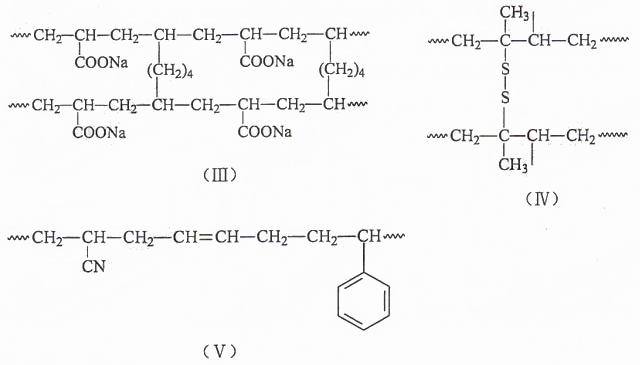 CH₂—CH—CH₂—CH—CH₂—CH—CH₂—CH
COONa (CH₂)₄ COONa (CH₂)₄
CH₂—CH—CH₂—CH—CH₂—CH—CH₂—CH
COONa COONa
(Ⅲ)
CH₃
CH₂—C—CH—CH₂
S
S
CH₂—C—CH—CH₂
CH₃
(Ⅳ)
CH₂—CH—CH₂—CH=CH—CH₂—CH₂—CH
CN
(Ⅴ)